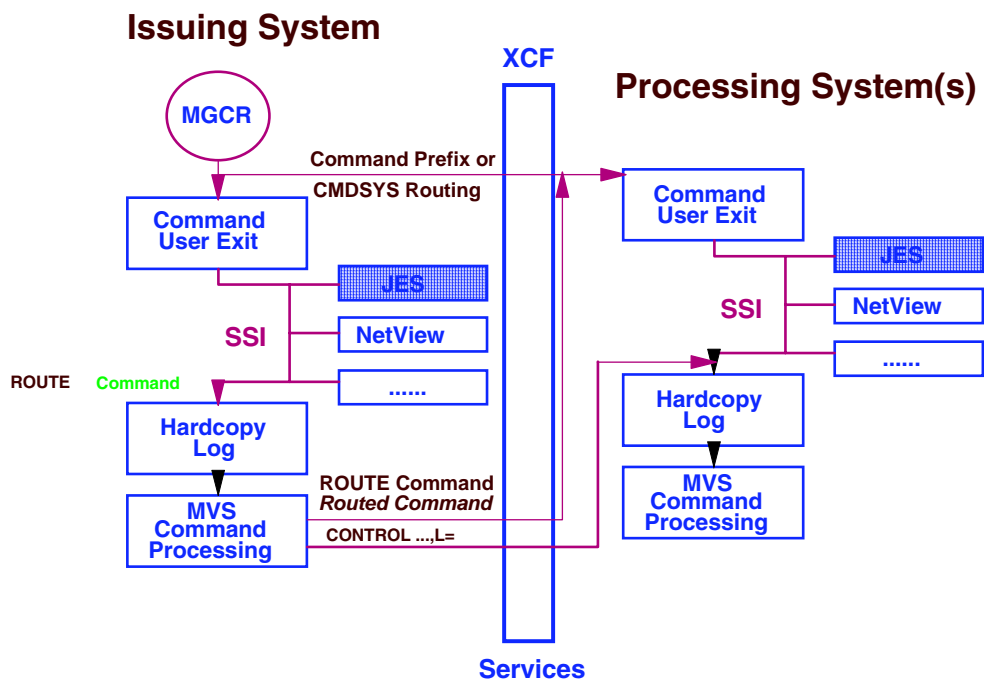 Issuing System
XCF
Processing System(s)
MGCR
Command Prefix or
CMDSYS Routing
Command
User Exit
Command
User Exit
JES
JES
SSI
NetView
SSI
NetView
......
......
ROUTE Command
Hardcopy
Log
Hardcopy
Log
ROUTE Command
Routed Command
MVS
Command
Processing
MVS
Command
Processing
CONTROL ...,L=
Services